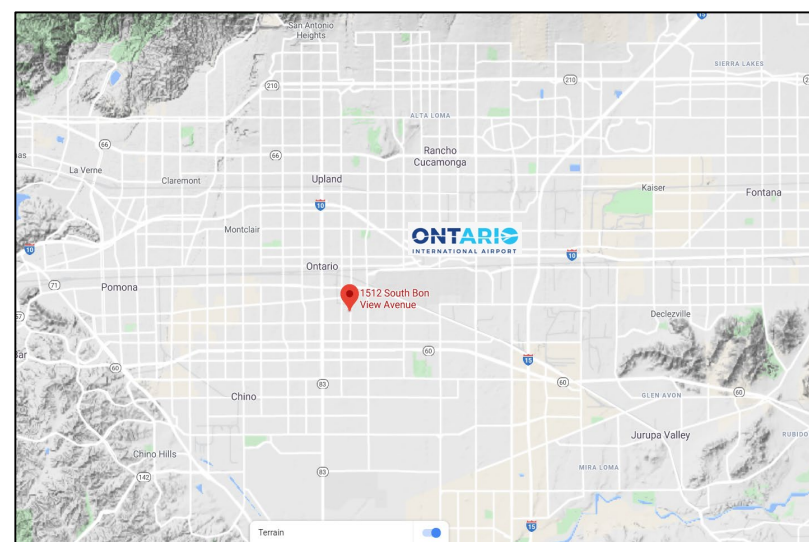 15
San Antonio
Heights
SIERRA LAKES
210
210
ALTA LOMA
66
Rancho
Cucamonga
66
La Verne
Claremont
Upland
Kaiser
Fontana
10
Montclair
ONTARIO
INTERNATIONAL AIRPORT
10
10
Ontario
71
Pomona
1512 South Bon
View Avenue
Declezville
60
15
60
83
60
60
Chino
GLEN AVON
Jurupa Valley
RUBIDO
Chino Hills
MIRA LOMA
83
142
15
Terrain